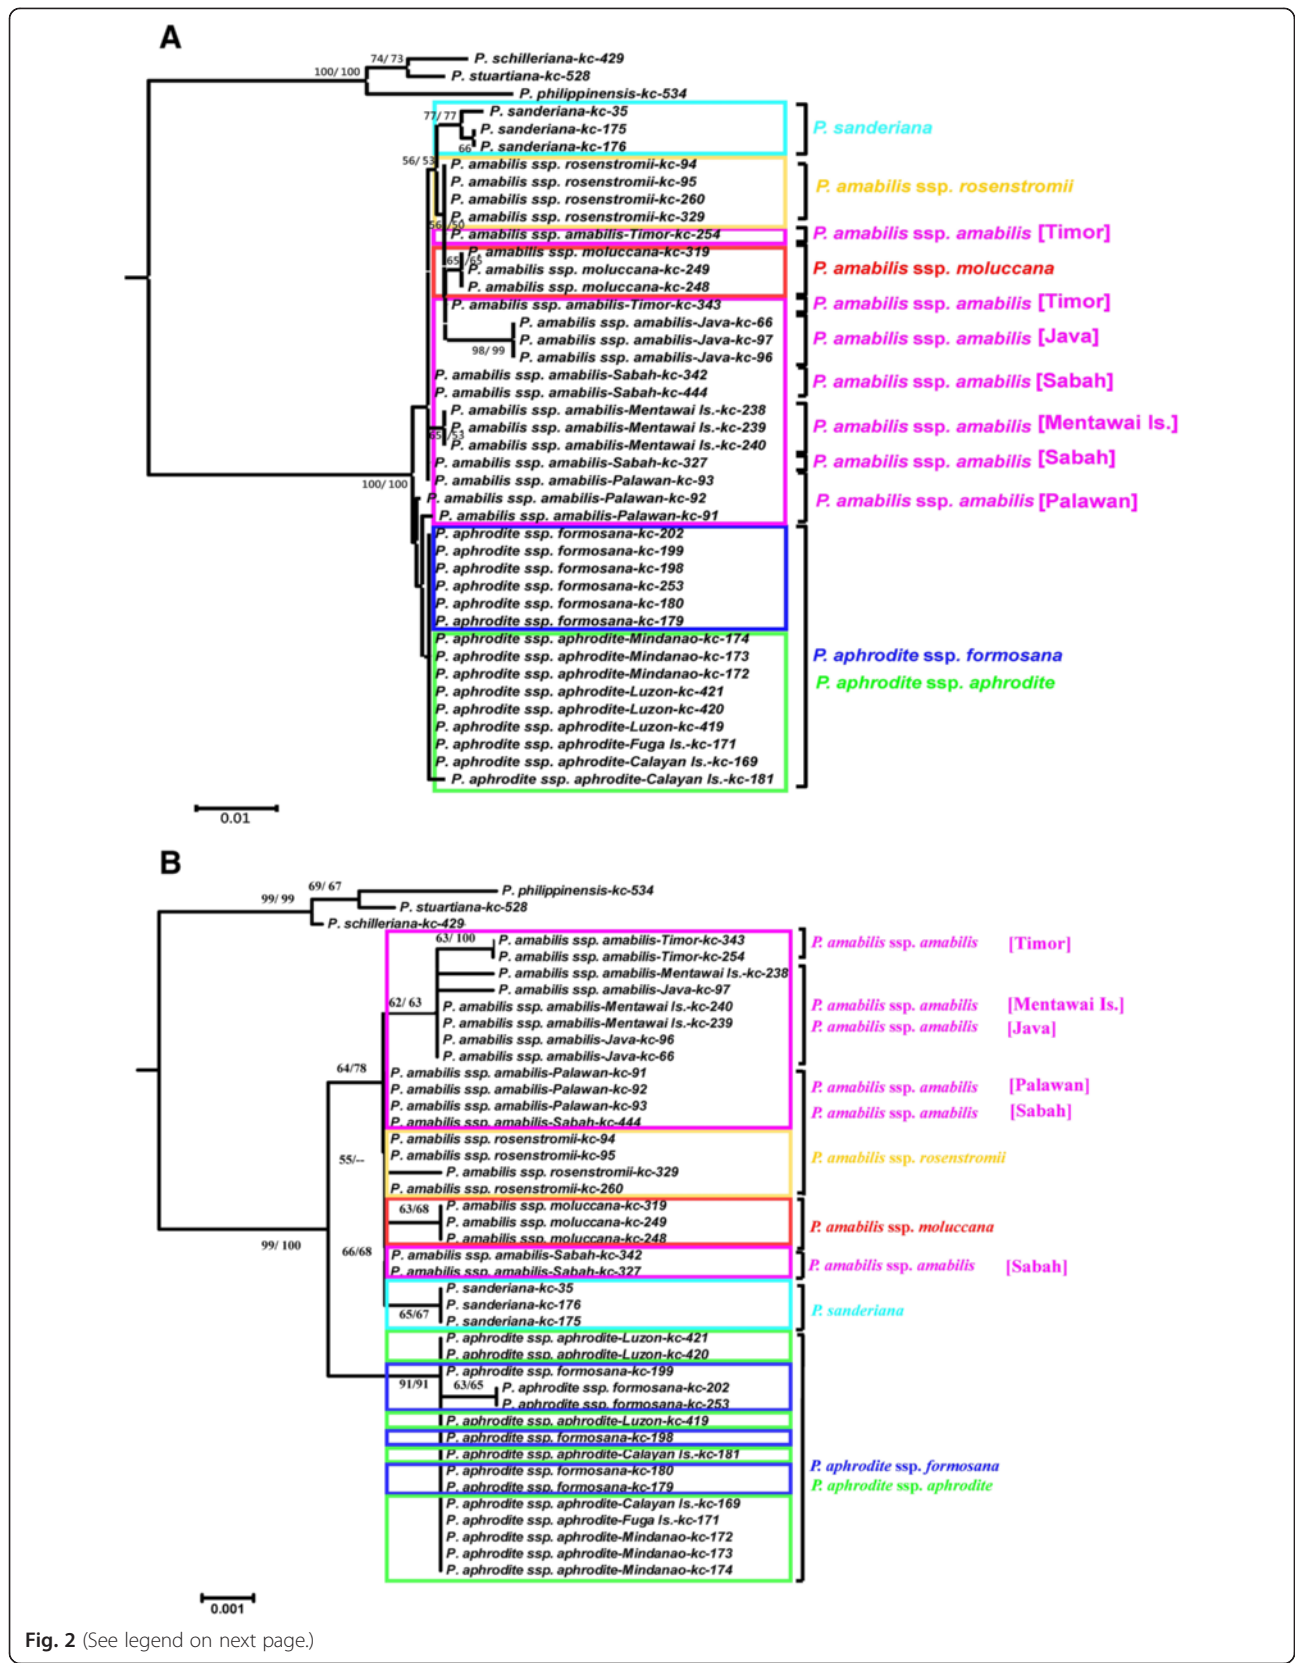 A
74/ 73
P. schilleriana-kc-429
100/ 100
P. stuartiana-kc-528
P. philippinensis-kc-534
77/ 77
P. sanderiana-kc-35
P. sanderiana-kc-175
66
P. sanderiana-kc-176
P. sanderiana
56/ 53
P. amabilis ssp. rosenstromii-kc-94
P. amabilis ssp. rosenstromii-kc-95
P. amabilis ssp. rosenstromii-kc-260
P. amabilis ssp. rosenstromii-kc-329
P. amabilis ssp. rosenstromii
56/50
P. amabilis ssp. amabilis-Timor-kc-254
P. amabilis ssp. amabilis [Timor]
P. amabilis ssp. moluccana-kc-319
65/ 65
P. amabilis ssp. moluccana-kc-249
P. amabilis ssp. moluccana-kc-248
P. amabilis ssp. moluccana
P. amabilis ssp. amabilis-Timor-kc-343
P. amabilis ssp. amabilis [Timor]
P. amabilis ssp. amabilis-Java-kc-66
P. amabilis ssp. amabilis-Java-kc-97
98/ 99
P. amabilis ssp. amabilis-Java-kc-96
P. amabilis ssp. amabilis [Java]
P. amabilis ssp. amabilis-Sabah-kc-342
P. amabilis ssp. amabilis-Sabah-kc-444
P. amabilis ssp. amabilis [Sabah]
P. amabilis ssp. amabilis-Mentawai Is.-kc-238
P. amabilis ssp. amabilis-Mentawai Is.-kc-239
65/53
P. amabilis ssp. amabilis-Mentawai Is.-kc-240
P. amabilis ssp. amabilis [Mentawai Is.]
P. amabilis ssp. amabilis-Sabah-kc-327
P. amabilis ssp. amabilis [Sabah]
P. amabilis ssp. amabilis-Palawan-kc-93
100/ 100
P. amabilis ssp. amabilis-Palawan-kc-92
P. amabilis ssp. amabilis-Palawan-kc-91
P. amabilis ssp. amabilis [Palawan]
P. aphrodite ssp. formosana-kc-202
P. aphrodite ssp. formosana-kc-199
P. aphrodite ssp. formosana-kc-198
P. aphrodite ssp. formosana-kc-253
P. aphrodite ssp. formosana-kc-180
P. aphrodite ssp. formosana-kc-179
P. aphrodite ssp. aphrodite-Mindanao-kc-174
P. aphrodite ssp. aphrodite-Mindanao-kc-173
P. aphrodite ssp. aphrodite-Mindanao-kc-172
P. aphrodite ssp. aphrodite-Luzon-kc-421
P. aphrodite ssp. aphrodite-Luzon-kc-420
P. aphrodite ssp. aphrodite-Luzon-kc-419
P. aphrodite ssp. aphrodite-Fuga Is.-kc-171
P. aphrodite ssp. aphrodite-Calayan Is.-kc-169
P. aphrodite ssp. aphrodite-Calayan Is.-kc-181
P. aphrodite ssp. formosana
P. aphrodite ssp. aphrodite
0.01
B
69/ 67
P. philippinensis-kc-534
99/ 99
P. stuartiana-kc-528
P. schilleriana-kc-429
63/ 100
P. amabilis ssp. amabilis-Timor-kc-343
P. amabilis ssp. amabilis-Timor-kc-254
P. amabilis ssp. amabilis [Timor]
P. amabilis ssp. amabilis-Mentawai Is.-kc-238
P. amabilis ssp. amabilis-Java-kc-97
62/ 63
P. amabilis ssp. amabilis-Mentawai Is.-kc-240
P. amabilis ssp. amabilis-Mentawai Is.-kc-239
P. amabilis ssp. amabilis-Java-kc-96
P. amabilis ssp. amabilis-Java-kc-66
P. amabilis ssp. amabilis [Mentawai Is.]
P. amabilis ssp. amabilis [Java]
64/78
P. amabilis ssp. amabilis-Palawan-kc-91
P. amabilis ssp. amabilis-Palawan-kc-92
P. amabilis ssp. amabilis-Palawan-kc-93
P. amabilis ssp. amabilis-Sabah-kc-444
P. amabilis ssp. amabilis [Palawan]
P. amabilis ssp. amabilis [Sabah]
P. amabilis ssp. rosenstromii-kc-94
55/--
P. amabilis ssp. rosenstromii-kc-95
P. amabilis ssp. rosenstromii-kc-329
P. amabilis ssp. rosenstromii-kc-260
P. amabilis ssp. rosenstromii
63/68
P. amabilis ssp. moluccana-kc-319
P. amabilis ssp. moluccana-kc-249
P. amabilis ssp. moluccana-kc-248
P. amabilis ssp. moluccana
99/ 100
66/68
P. amabilis ssp. amabilis-Sabah-kc-342
P. amabilis ssp. amabilis-Sabah-kc-327
P. amabilis ssp. amabilis [Sabah]
P. sanderiana-kc-35
P. sanderiana-kc-176
65/67
P. sanderiana-kc-175
P. sanderiana
P. aphrodite ssp. aphrodite-Luzon-kc-421
P. aphrodite ssp. aphrodite-Luzon-kc-420
P. aphrodite ssp. formosana-kc-199
91/91
63/65
P. aphrodite ssp. formosana-kc-202
P. aphrodite ssp. formosana-kc-253
P. aphrodite ssp. aphrodite-Luzon-kc-419
P. aphrodite ssp. formosana-kc-198
P. aphrodite ssp. aphrodite-Calayan Is.-kc-181
P. aphrodite ssp. formosana-kc-180
P. aphrodite ssp. formosana-kc-179
P. aphrodite ssp. aphrodite-Calayan Is.-kc-169
P. aphrodite ssp. aphrodite-Fuga Is.-kc-171
P. aphrodite ssp. aphrodite-Mindanao-kc-172
P. aphrodite ssp. aphrodite-Mindanao-kc-173
P. aphrodite ssp. aphrodite-Mindanao-kc-174
P. aphrodite ssp. formosana
P. aphrodite ssp. aphrodite
0.001
Fig. 2 (See legend on next page.)